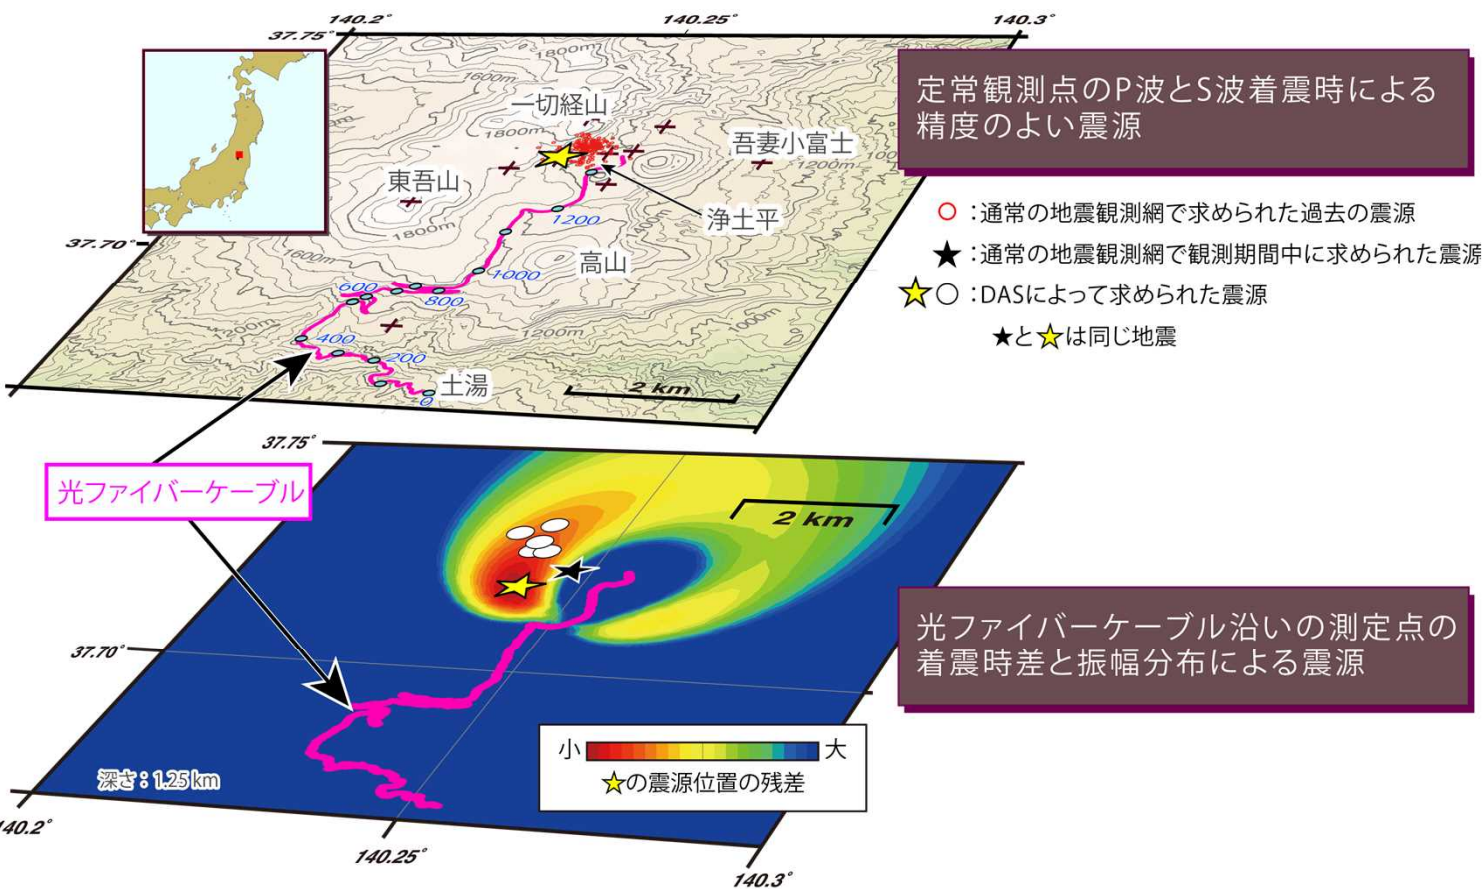 140.2°
140.25°
140.3°
37.75°
1800m
1600m
一切経山
1800m
吾妻小富士
1200m
東吾山
1800m
浄土平
1200
37.70°
1600m
高山
1000
600
800
1200m
1200m
1000m
400
200
土湯
0
2 km
定常観測点のP波とS波着震時による
精度のよい震源
○:通常の地震観測網で求められた過去の震源
★:通常の地震観測網で観測期間中に求められた震源
☆○:DASによって求められた震源
★と☆は同じ地震
光ファイバーケーブル
37.75°
2 km
37.70°
深さ:1.25 km
小
大
☆の震源位置の残差
140.2°
140.25°
140.3°
光ファイバーケーブル沿いの測定点の
着震時差と振幅分布による震源